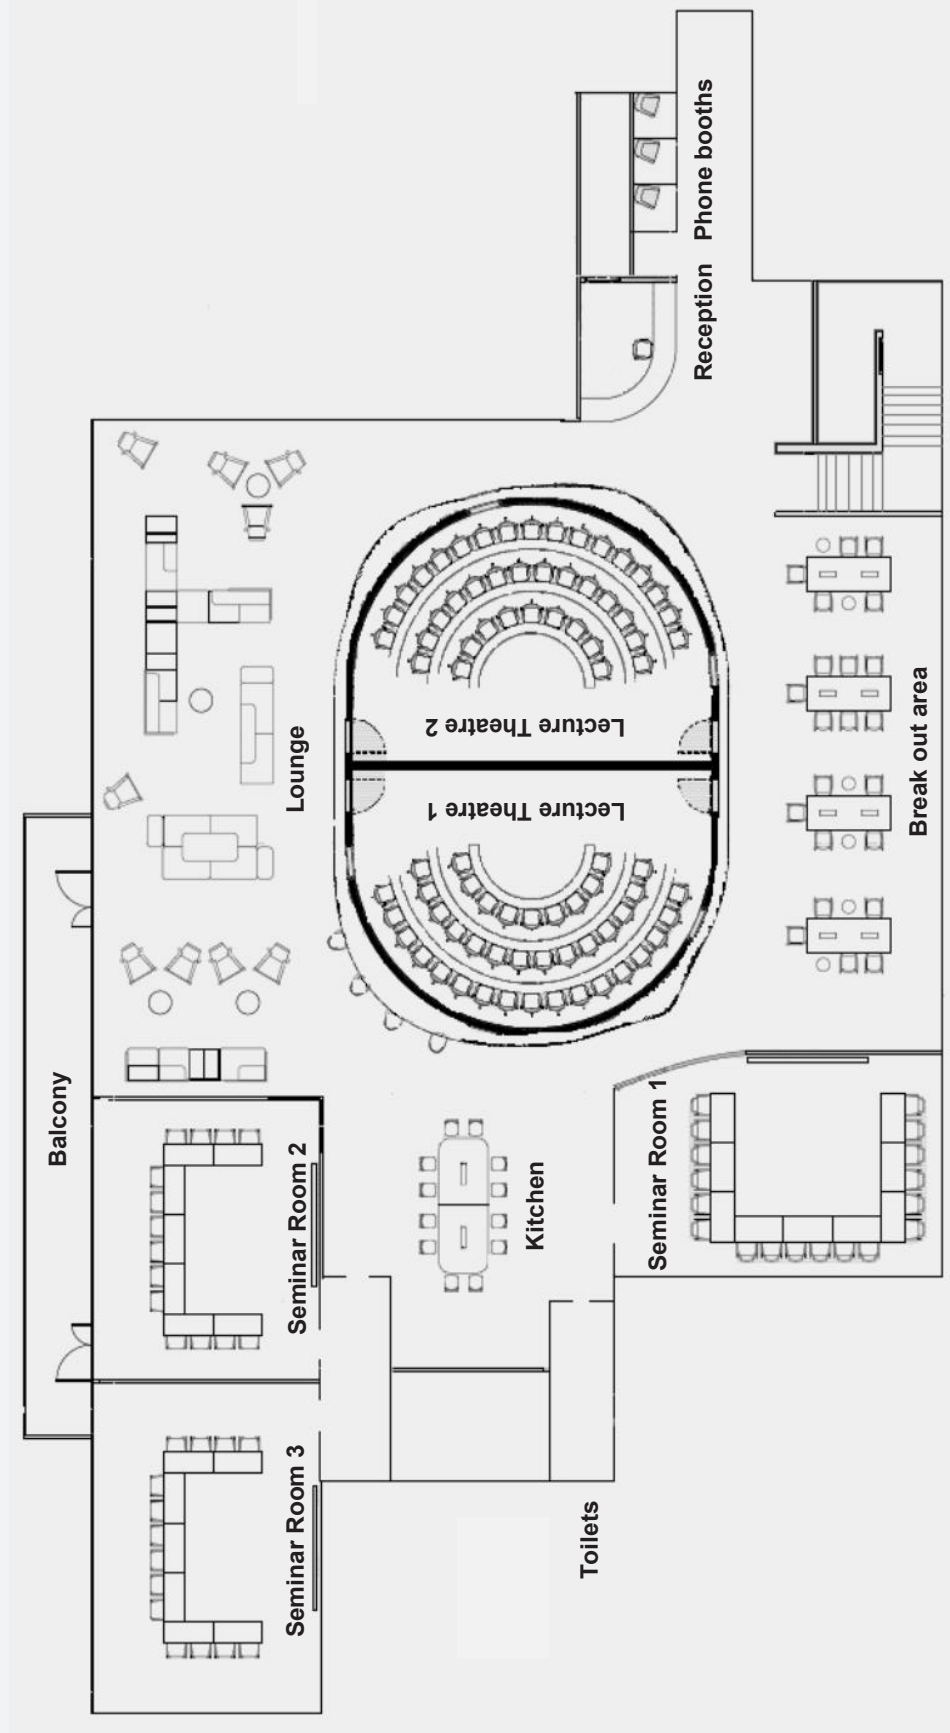 Balcony
Lounge
Seminar Room 2
Seminar Room 3
Lecture Theatre 1
Lecture Theatre 2
Kitchen
Toilets
Reception
Phone booths
Seminar Room 1
Break out area